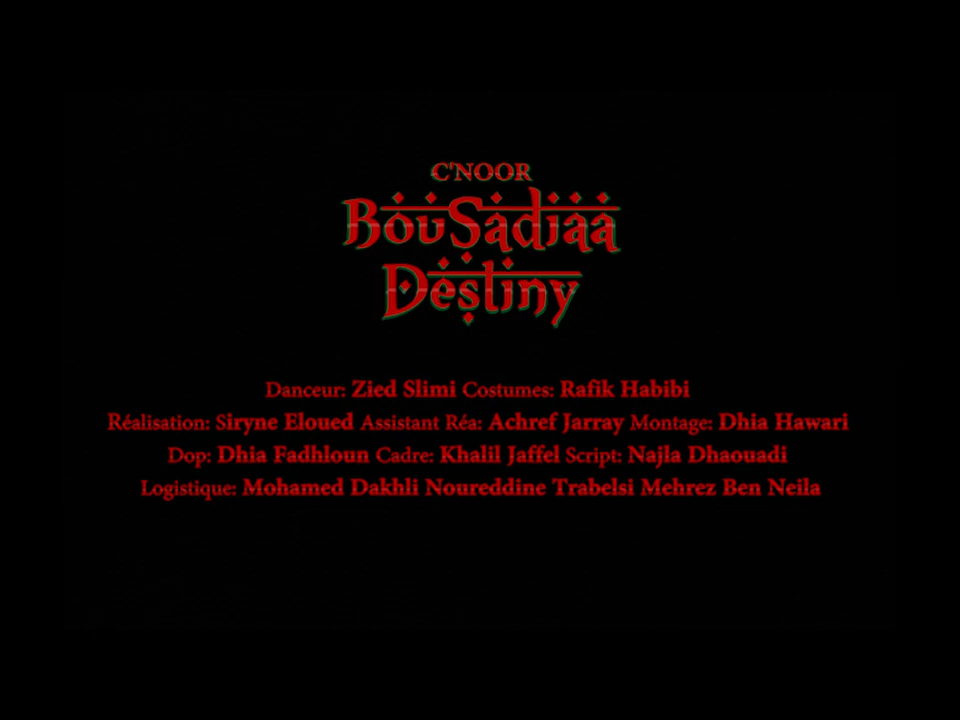 C'NOOR
BouSadiaa
Destiny
Danceur: Zied Slimi Costumes: Rafik Habibi
Réalisation: Siryne Eloued Assistant Réa: Achref Jarray Montage: Dhia Hawari
Dop: Dhia Fadhloun Cadre: Khalil Jaffel Script: Najla Dhaouadi
Logistique: Mohamed Dakhli Noureddine Trabelsi Mehrez Ben Neila